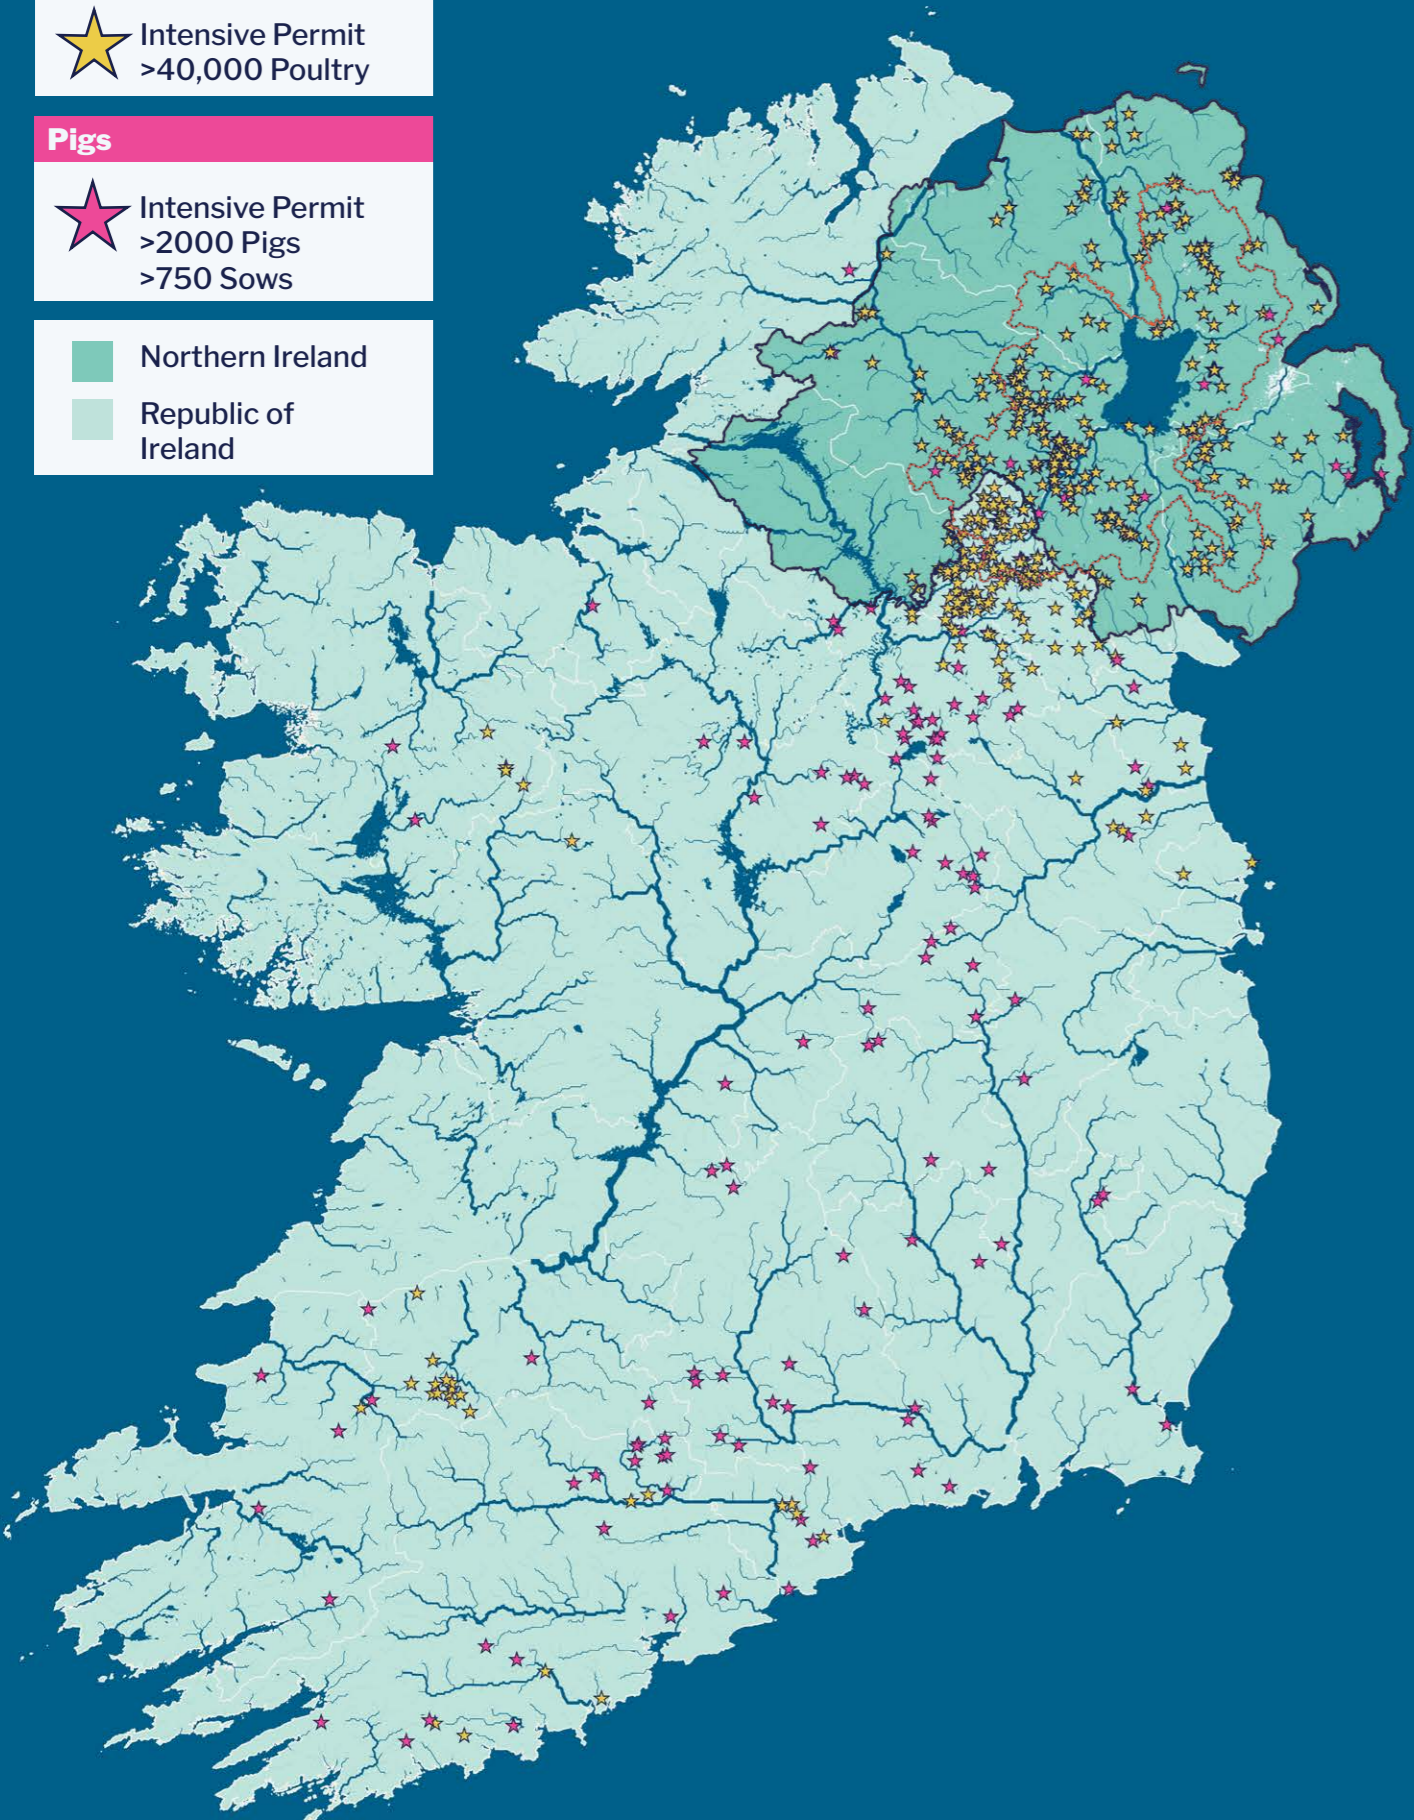 Intensive Permit
>40,000 Poultry
Pigs
Intensive Permit
>2000 Pigs
>750 Sows
Northern Ireland
Republic of
Ireland